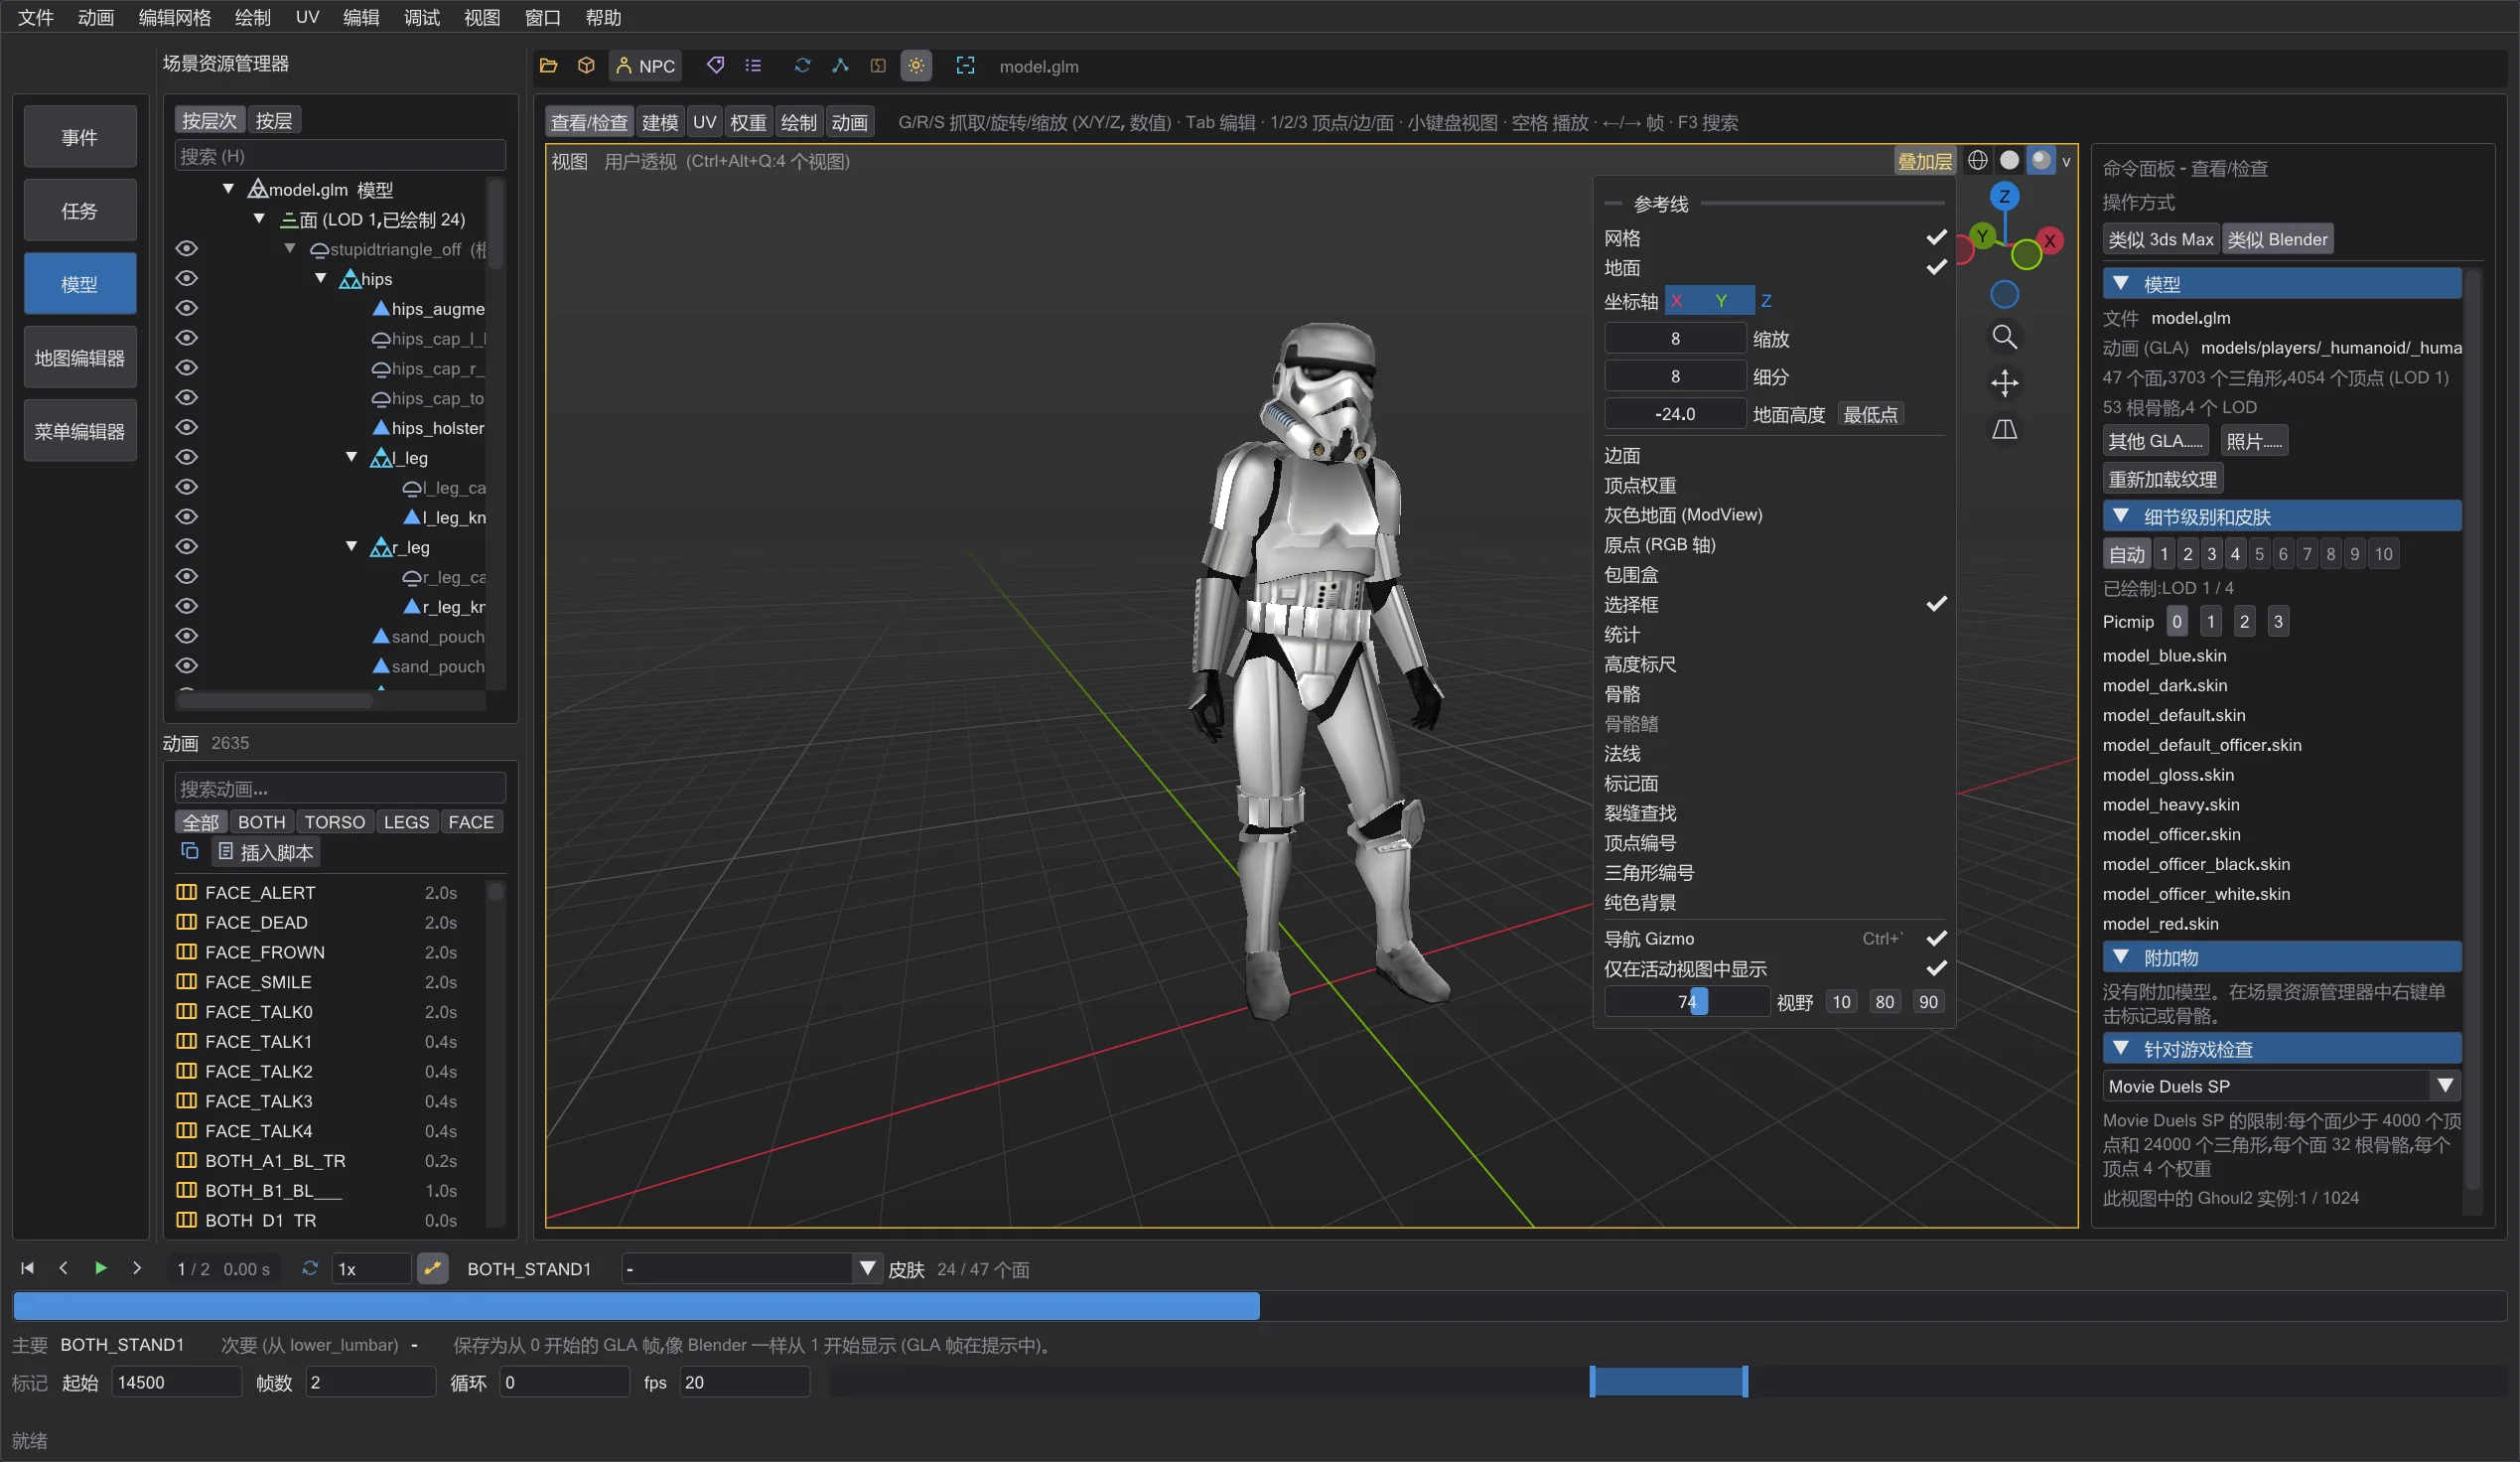 文件 动画 编辑网格 绘制 UV 编辑 调试 视图 窗口 帮助
场景资源管理器
NPC model.glm
事件
任务
模型
地图编辑器
菜单编辑器
按层次 按层
搜索 (H)
model.glm 模型
面 (LOD 1,已绘制 24)
stupidtriangle_off
hips
hips_augme
hips_cap_l_
hips_cap_r_
hips_cap_to
hips_holster
l_leg
l_leg_ca
l_leg_kn
r_leg
r_leg_ca
r_leg_kn
sand_pouch
sand_pouch
动画 2635
搜索动画...
全部 BOTH TORSO LEGS FACE
插入脚本
FACE_ALERT 2.0s
FACE_DEAD 2.0s
FACE_FROWN 2.0s
FACE_SMILE 2.0s
FACE_TALK0 2.0s
FACE_TALK1 0.4s
FACE_TALK2 0.4s
FACE_TALK3 0.4s
FACE_TALK4 0.4s
BOTH_A1_BL_TR 0.2s
BOTH_B1_BL___ 1.0s
BOTH_D1_TR 0.0s
查看/检查 建模 UV 权重 绘制 动画 G/R/S 抓取/旋转/缩放 (X/Y/Z, 数值) · Tab 编辑 · 1/2/3 顶点/边/面 · 小键盘视图 · 空格 播放 · ←/→ 帧 · F3 搜索
视图 用户透视 (Ctrl+Alt+Q:4 个视图)
叠加层 v
Z
Y
X
参考线
网格
地面
坐标轴 X Y Z
8 缩放
8 细分
-24.0 地面高度 最低点
边面
顶点权重
灰色地面 (ModView)
原点 (RGB 轴)
包围盒
选择框
统计
高度标尺
骨骼
骨骼鳍
法线
标记面
裂缝查找
顶点编号
三角形编号
纯色背景
导航 Gizmo Ctrl+`
仅在活动视图中显示
74 视野 10 80 90
命令面板 - 查看/检查
操作方式
类似 3ds Max 类似 Blender
模型
文件 model.glm
动画 (GLA) models/players/_humanoid/_huma
47 个面,3703 个三角形,4054 个顶点 (LOD 1)
53 根骨骼,4 个 LOD
其他 GLA...... 照片......
重新加载纹理
细节级别和皮肤
自动 1 2 3 4 5 6 7 8 9 10
已绘制:LOD 1 / 4
Picmip 0 1 2 3
model_blue.skin
model_dark.skin
model_default.skin
model_default_officer.skin
model_gloss.skin
model_heavy.skin
model_officer.skin
model_officer_black.skin
model_officer_white.skin
model_red.skin
附加物
没有附加模型。在场景资源管理器中右键单
击标记或骨骼。
针对游戏检查
Movie Duels SP
Movie Duels SP 的限制:每个面少于 4000 个顶
点和 24000 个三角形,每个面 32 根骨骼,每个
顶点 4 个权重
此视图中的 Ghoul2 实例:1 / 1024
1 / 2 0.00 s 1x BOTH_STAND1 - 皮肤 24 / 47 个面
主要 BOTH_STAND1 次要 (从 lower_lumbar) - 保存为从 0 开始的 GLA 帧,像 Blender 一样从 1 开始显示 (GLA 帧在提示中)。
标记 起始 14500 帧数 2 循环 0 fps 20
就绪